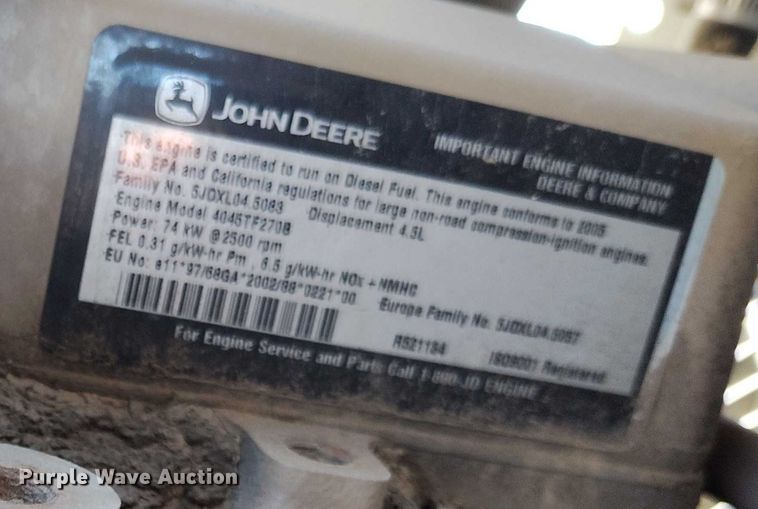 JOHN DEERE
IMPORTANT ENGINE INFORMATION
DEERE & COMPANY
This engine is certified to run on Diesel Fuel. This engine conforms to 2005
U.S. EPA and California regulations for large non-road compression-ignition engines.
Family No. 5JDXL04.5083 Displacement 4.5L
Engine Model 4045TF270B
Power: 74 kW @ 2500 rpm
FEL 0.31 g/kW-hr Pm , 6.5 g/kW-hr NOx + NMHC
EU No: e11*97/68GA*2002/88*0221*00 Europe Family No. 5JDXL04.5087
R521184 ISO9001 Registered
For Engine Service and Parts Call 1-800-JD ENGINE
Purple Wave Auction